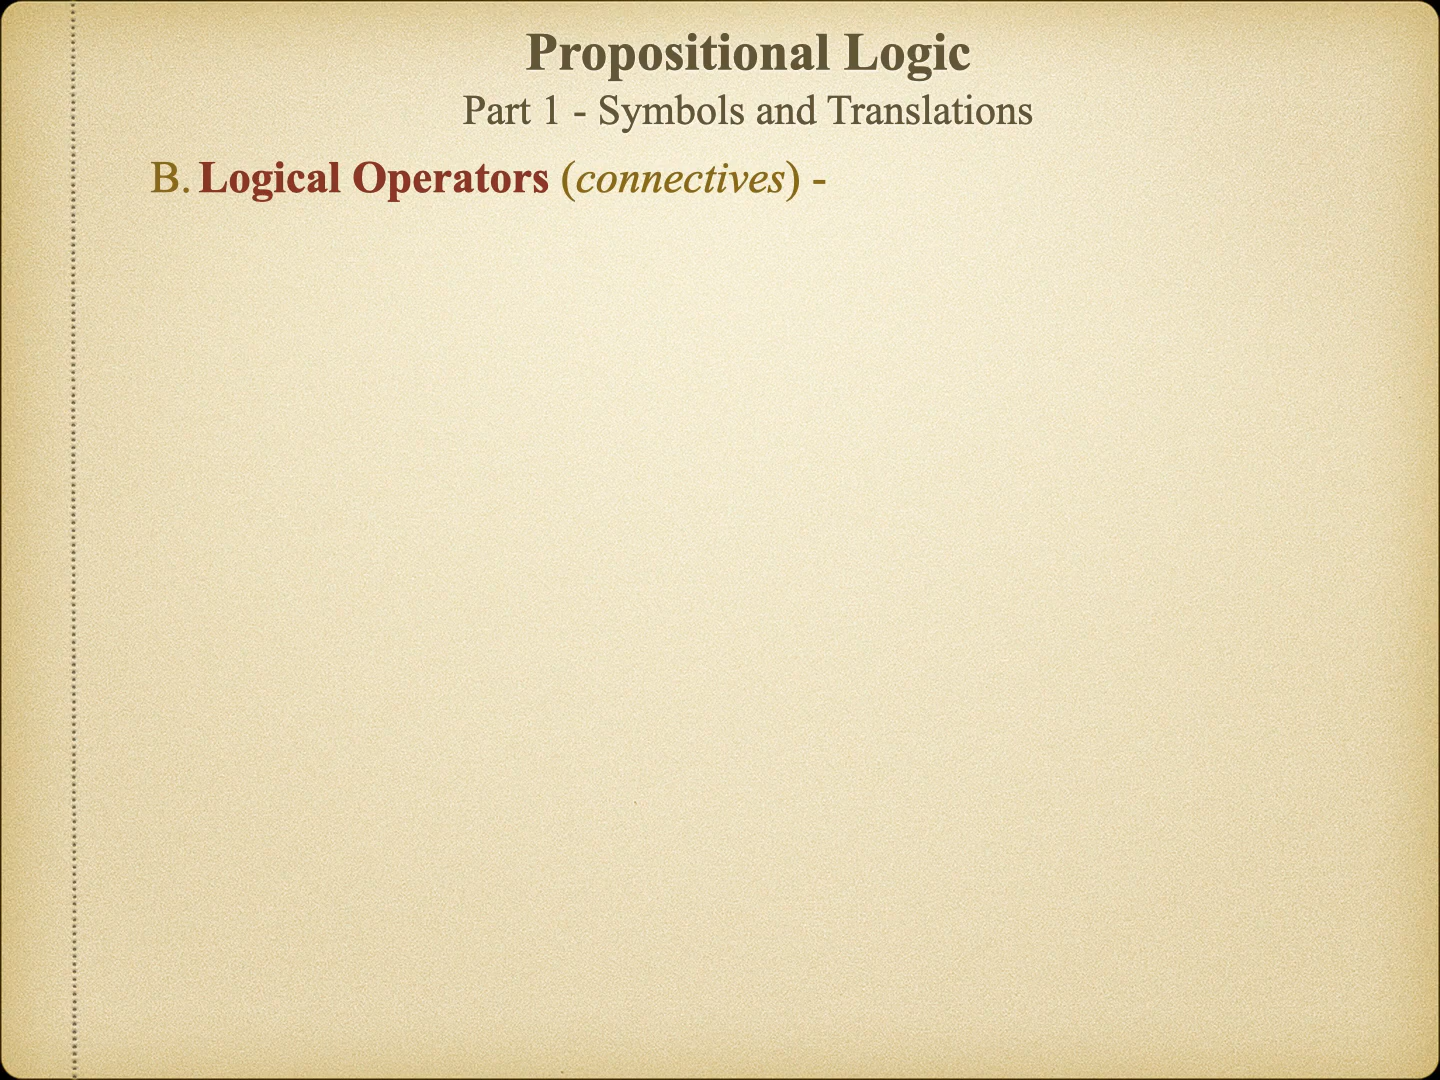 Propositional Logic
Part 1 - Symbols and Translations
B. Logical Operators (connectives) -